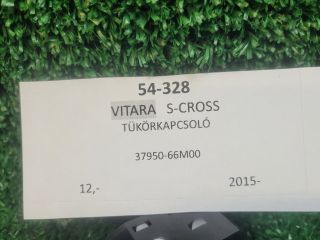 54-328
VITARA S-CROSS
TÜKÖRKAPCSOLÓ
37950-66M00
12,- 2015-